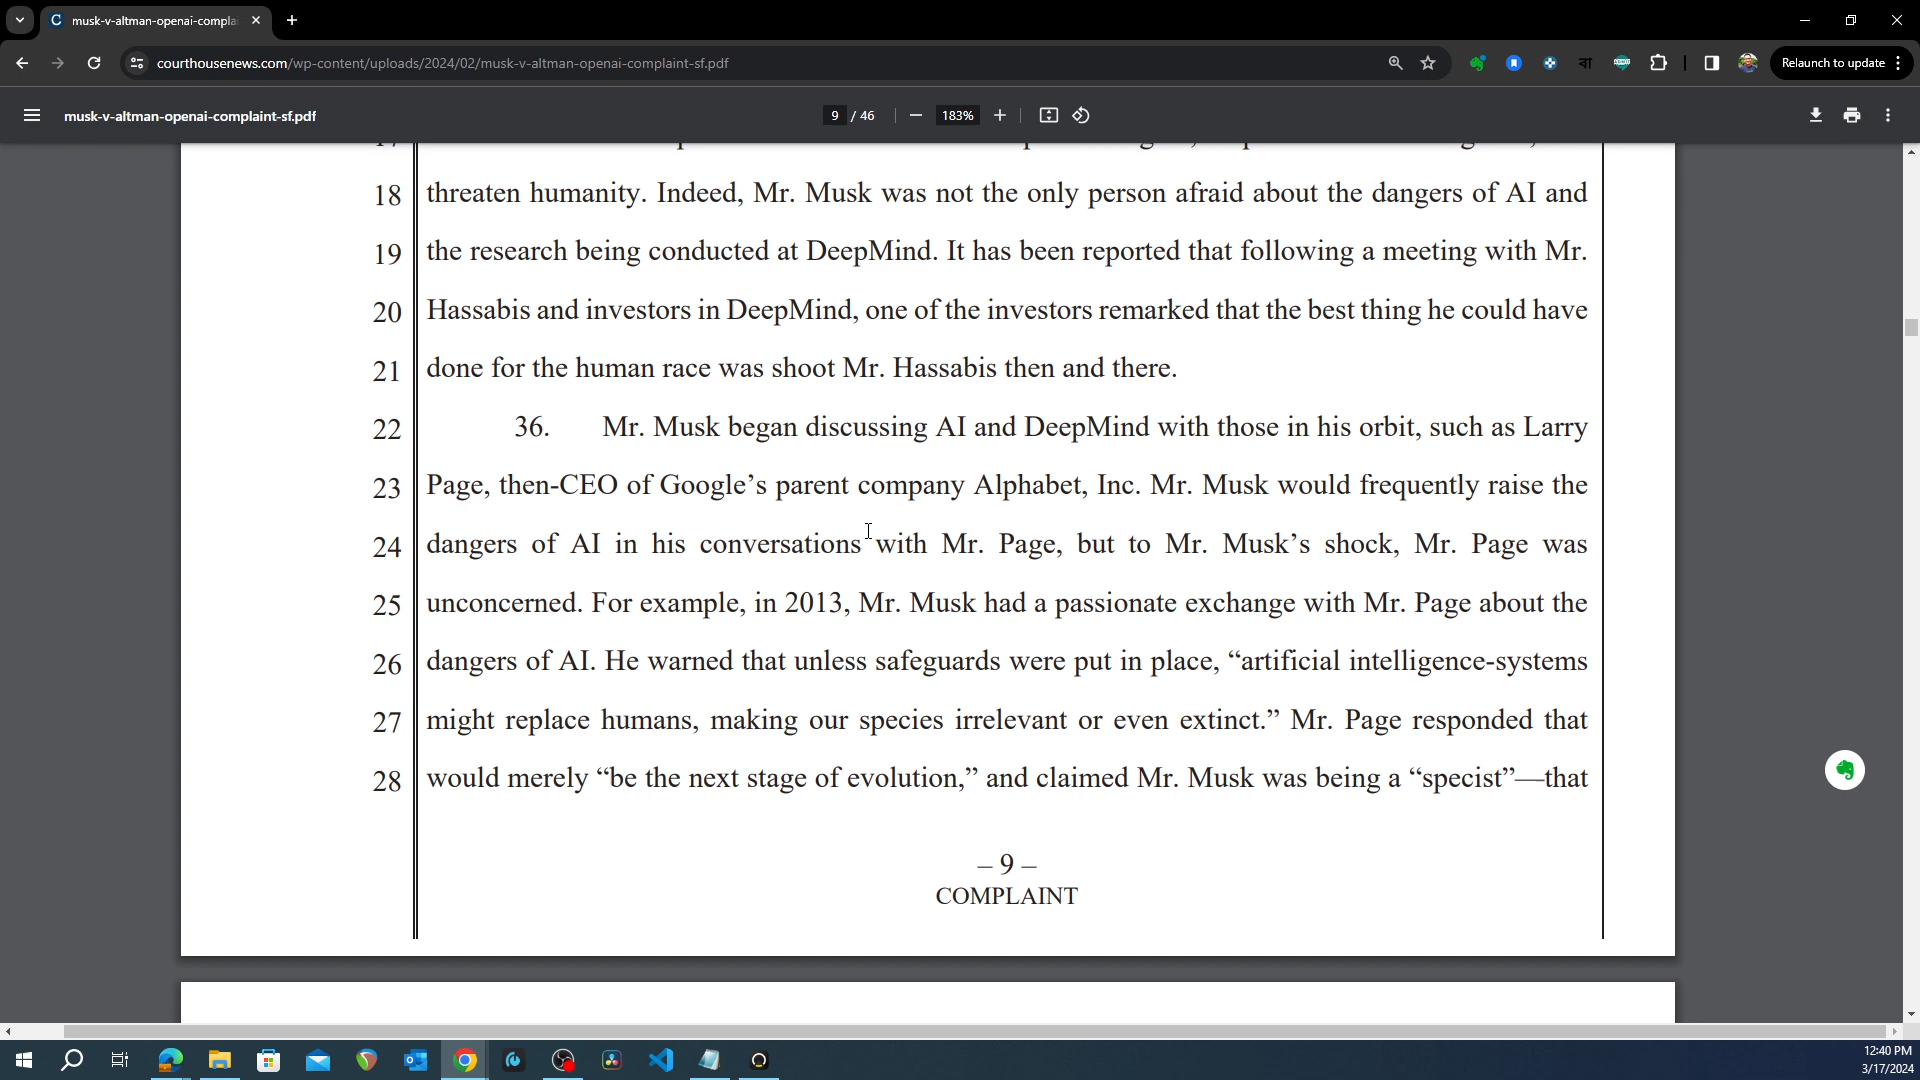 musk-v-altman-openai-compla
courthousenews.com/wp-content/uploads/2024/02/musk-v-altman-openai-complaint-sf.pdf
Relaunch to update
musk-v-altman-openai-complaint-sf.pdf
9 / 46
183%
18 threaten humanity. Indeed, Mr. Musk was not the only person afraid about the dangers of AI and
19 the research being conducted at DeepMind. It has been reported that following a meeting with Mr.
20 Hassabis and investors in DeepMind, one of the investors remarked that the best thing he could have
21 done for the human race was shoot Mr. Hassabis then and there.
22 36. Mr. Musk began discussing AI and DeepMind with those in his orbit, such as Larry
23 Page, then-CEO of Google’s parent company Alphabet, Inc. Mr. Musk would frequently raise the
24 dangers of AI in his conversations with Mr. Page, but to Mr. Musk’s shock, Mr. Page was
25 unconcerned. For example, in 2013, Mr. Musk had a passionate exchange with Mr. Page about the
26 dangers of AI. He warned that unless safeguards were put in place, “artificial intelligence-systems
27 might replace humans, making our species irrelevant or even extinct.” Mr. Page responded that
28 would merely “be the next stage of evolution,” and claimed Mr. Musk was being a “specist”—that
– 9 –
COMPLAINT
12:40 PM
3/17/2024